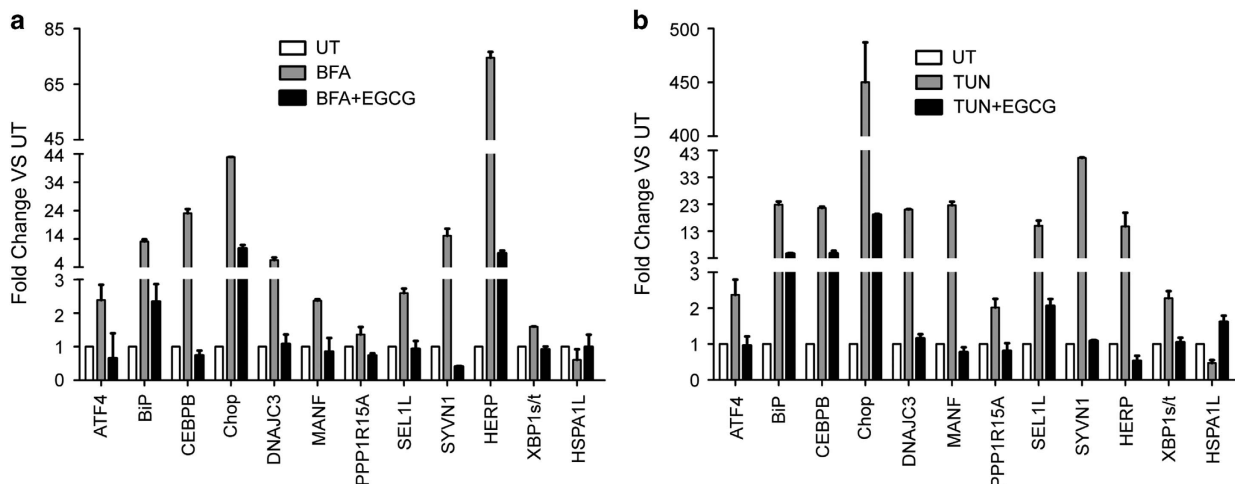 a
Fold Change VS UT
85
65
45
44
24
14
4
3
2
1
0
UT
BFA
BFA+EGCG
ATF4
BiP
CEBPB
Chop
DNAJC3
MANF
PPP1R15A
SEL1L
SYVN1
HERP
XBP1s/t
HSPA1L
b
Fold Change VS UT
500
450
400
43
33
23
13
3
3
2
1
0
UT
TUN
TUN+EGCG
ATF4
BiP
CEBPB
Chop
DNAJC3
MANF
PPP1R15A
SEL1L
SYVN1
HERP
XBP1s/t
HSPA1L